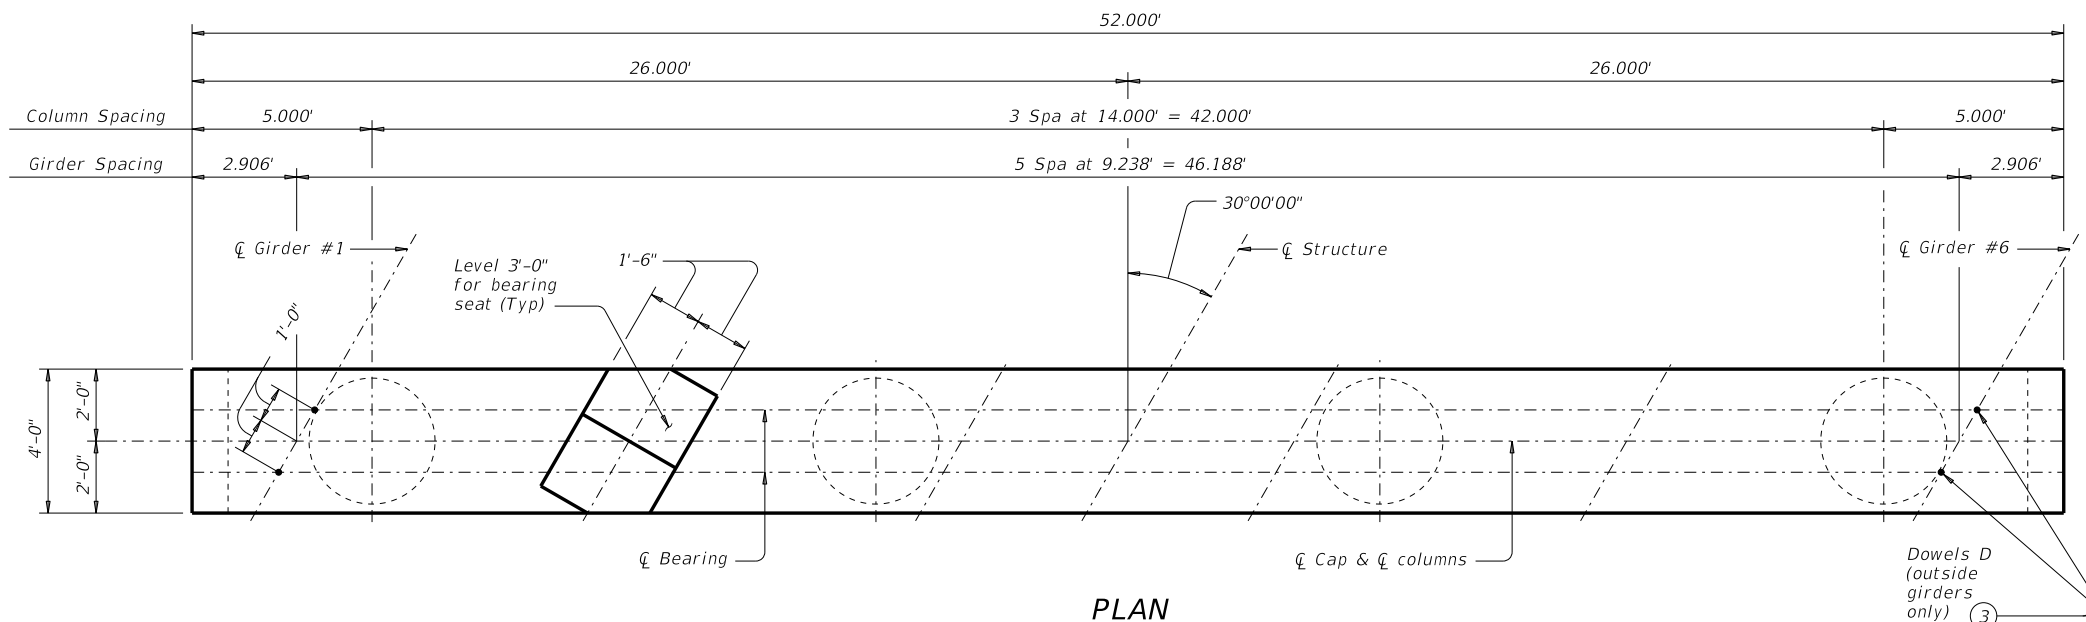 52.000'
26.000'
26.000'
Column Spacing
5.000'
3 Spa at 14.000' = 42.000'
5.000'
Girder Spacing
2.906'
5 Spa at 9.238' = 46.188'
2.906'
30°00'00"
℄ Girder #1
Level 3'-0"
for bearing
seat (Typ)
1'-6"
℄ Structure
℄ Girder #6
1'-0"
4'-0"
2'-0"
2'-0"
℄ Bearing
℄ Cap & ℄ columns
Dowels D
(outside
girders
only)
3
PLAN